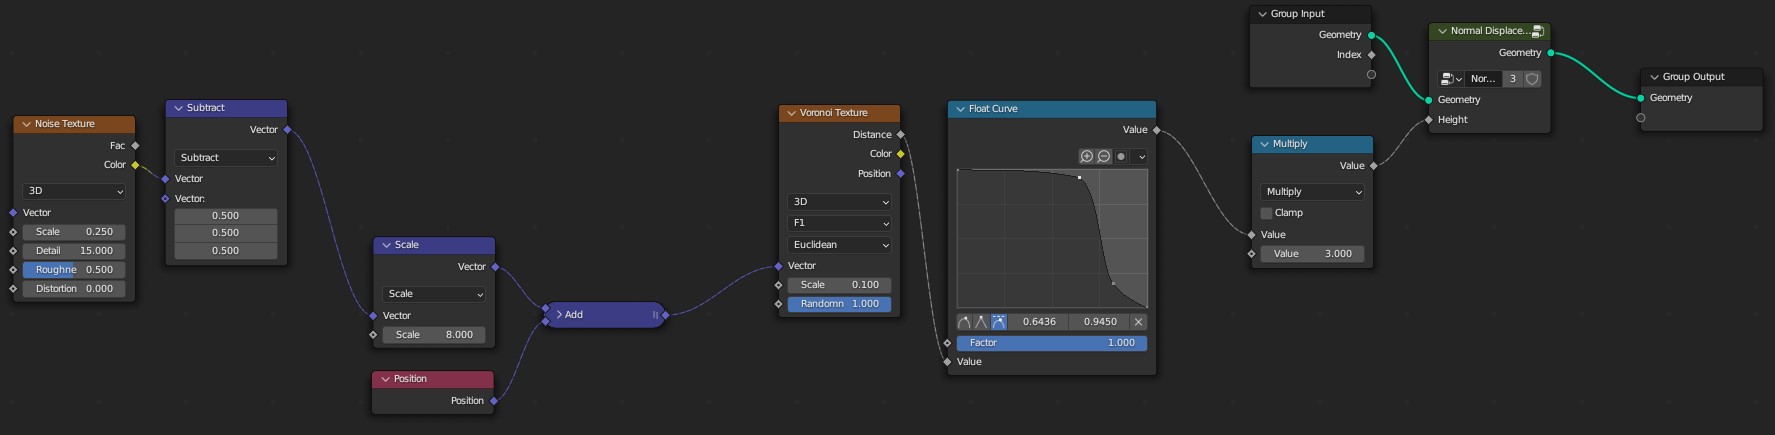 Noise Texture
Fac
Color
3D
Vector
Scale 0.250
Detail 15.000
Roughne 0.500
Distortion 0.000
Subtract
Vector
Subtract
Vector
Vector:
0.500
0.500
0.500
Scale
Vector
Scale
Vector
Scale 8.000
Position
Position
Add
Voronoi Texture
Distance
Color
Position
3D
F1
Euclidean
Vector
Scale 0.100
Randomn 1.000
Float Curve
Value
0.6436 0.9450
Factor 1.000
Value
Group Input
Geometry
Index
Multiply
Value
Multiply
Clamp
Value
Value 3.000
Normal Displace...
Geometry
Nor... 3
Geometry
Height
Group Output
Geometry